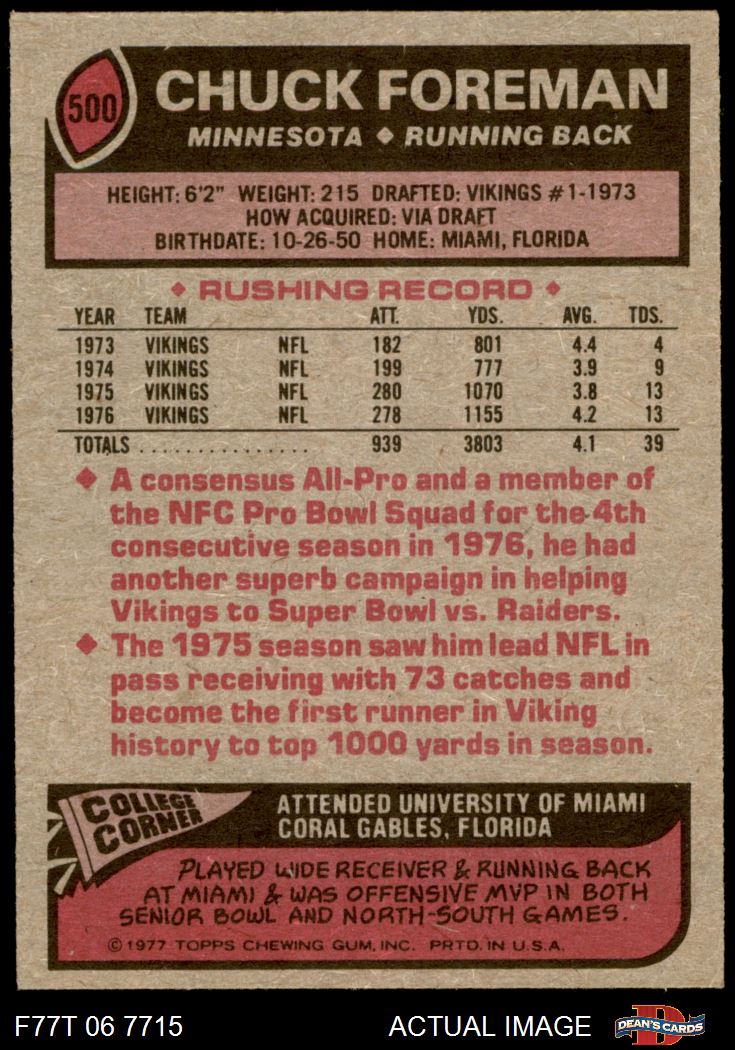 500
CHUCK FOREMAN
MINNESOTA ◆ RUNNING BACK
HEIGHT: 6'2" WEIGHT: 215 DRAFTED: VIKINGS #1-1973
HOW ACQUIRED: VIA DRAFT
BIRTHDATE: 10-26-50 HOME: MIAMI, FLORIDA
◆ RUSHING RECORD ◆
YEAR TEAM ATT. YDS. AVG. TDS.
1973 VIKINGS NFL 182 801 4.4 4
1974 VIKINGS NFL 199 777 3.9 9
1975 VIKINGS NFL 280 1070 3.8 13
1976 VIKINGS NFL 278 1155 4.2 13
TOTALS ................ 939 3803 4.1 39
◆ A consensus All-Pro and a member of
the NFC Pro Bowl Squad for the 4th
consecutive season in 1976, he had
another superb campaign in helping
Vikings to Super Bowl vs. Raiders.
◆ The 1975 season saw him lead NFL in
pass receiving with 73 catches and
become the first runner in Viking
history to top 1000 yards in season.
COLLEGE
CORNER
ATTENDED UNIVERSITY OF MIAMI
CORAL GABLES, FLORIDA
PLAYED WIDE RECEIVER & RUNNING BACK
AT MIAMI & WAS OFFENSIVE MVP IN BOTH
SENIOR BOWL AND NORTH-SOUTH GAMES.
© 1977 TOPPS CHEWING GUM, INC. PRTD. IN U.S.A.
F77T 06 7715 ACTUAL IMAGE
D
DEAN'S CARDS